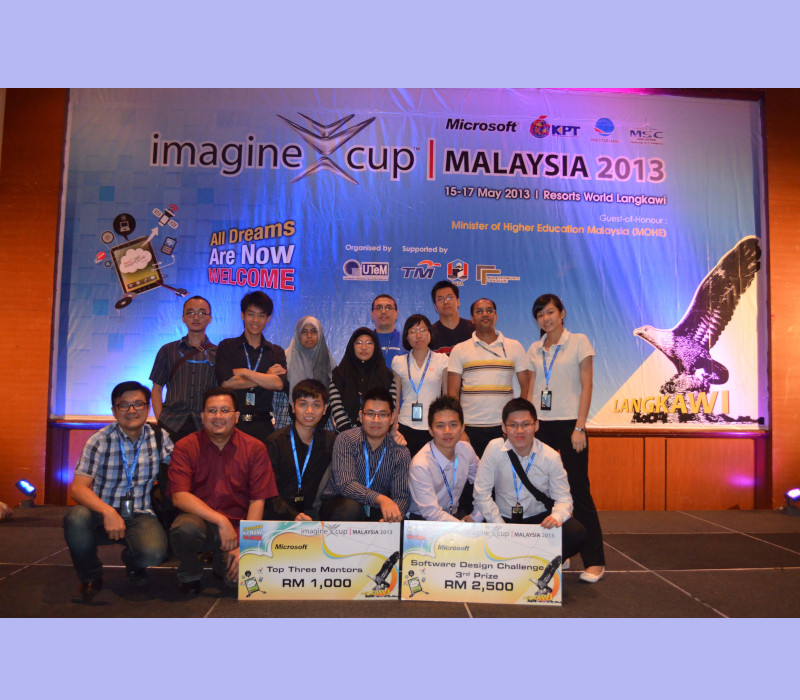 Microsoft
KPT
MSC
imagine cup™ | MALAYSIA 2013
15-17 May 2013 | Resorts World Langkawi
Guest-of-Honour :
Minister of Higher Education Malaysia (MOHE)
All Dreams
Are Now
WELCOME
Organised by
Supported by
UTeM
TM
LANGKAWI
imagine cup | MALAYSIA 2013
Microsoft
Top Three Mentors
RM 1,000
imagine cup | MALAYSIA 2013
Microsoft
Software Design Challenge
3rd Prize
RM 2,500